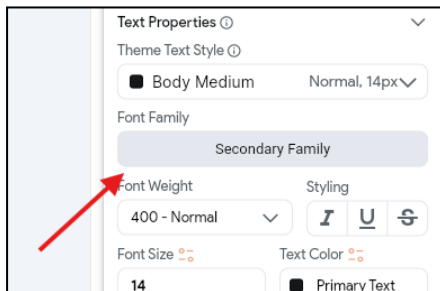 Text Properties
Theme Text Style
Body Medium Normal, 14px
Font Family
Secondary Family
Font Weight Styling
400 - Normal I U S
Font Size Text Color
14 Primary Text